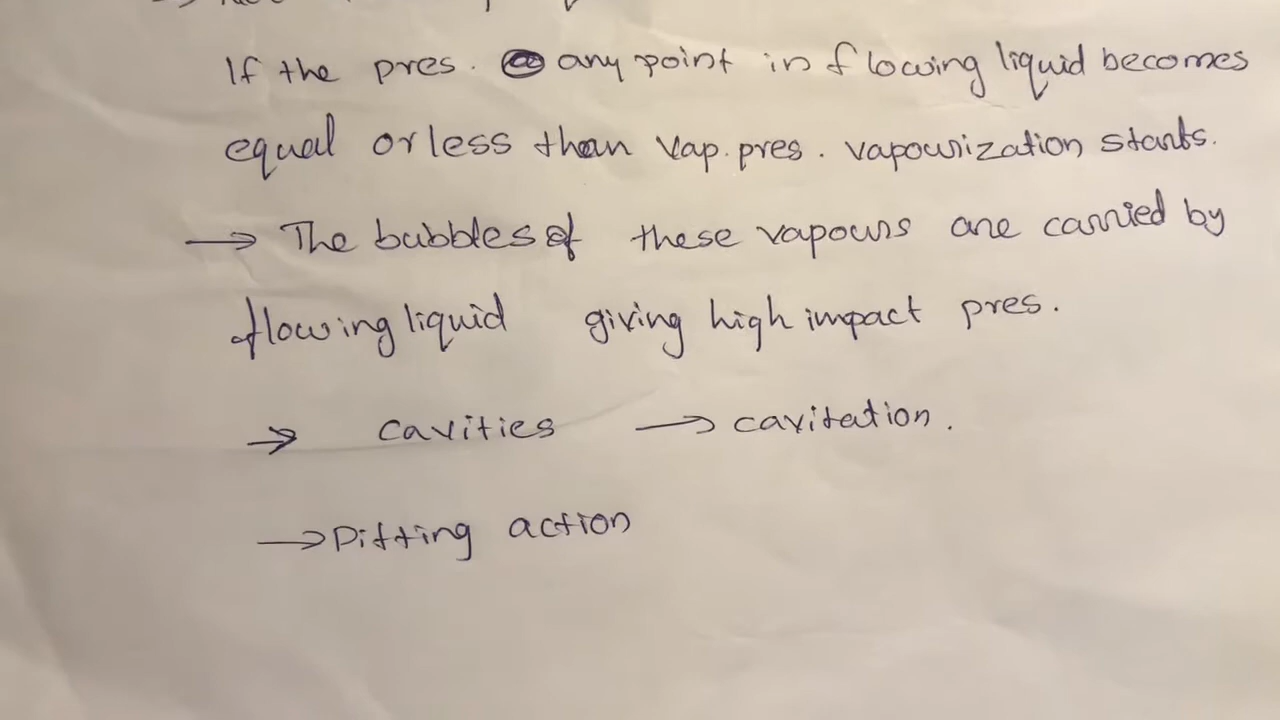 If the pres. @ any point in flowing liquid becomes
equal or less than vap. pres. vapourization starts.
→ The bubbles of these vapours are carried by
flowing liquid giving high impact pres.
→ cavities → cavitation.
→ Pitting action